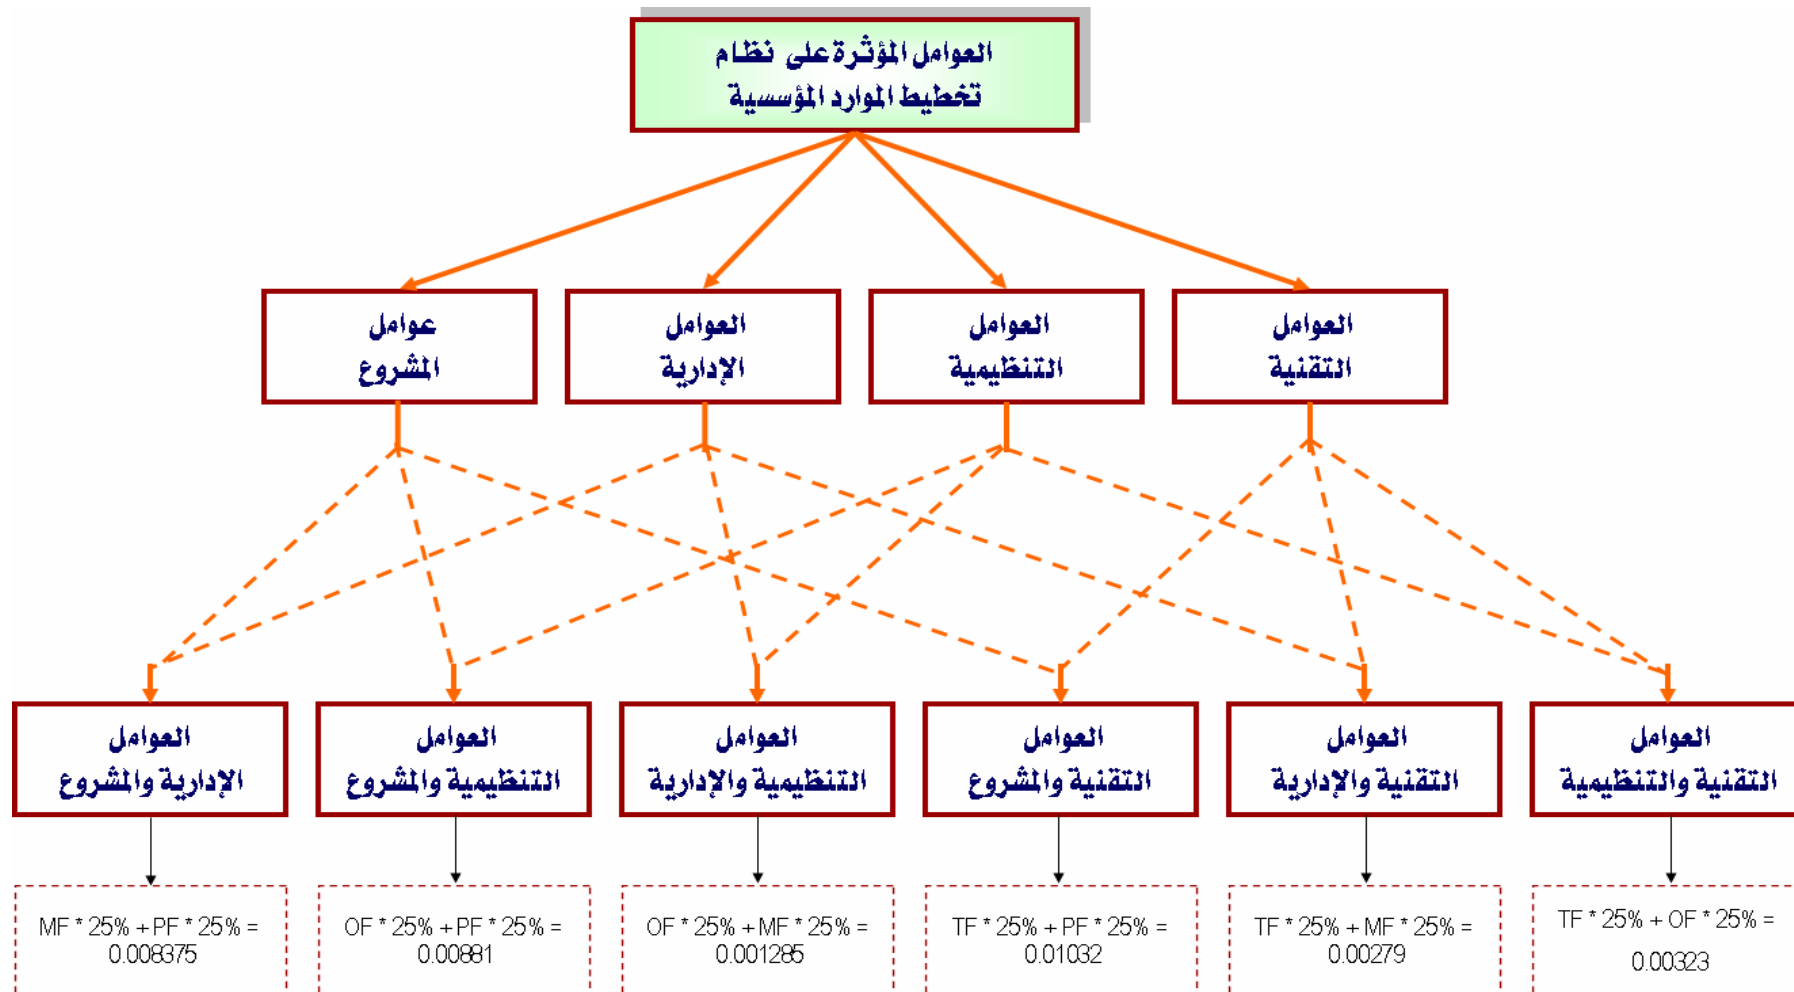 العوامل المؤثرة على نظام
تخطيط الموارد المؤسسية
العوامل
التقنية
العوامل
التنظيمية
العوامل
الإدارية
عوامل
المشروع
العوامل
التقنية والتنظيمية
العوامل
التقنية والإدارية
العوامل
التقنية والمشروع
العوامل
التنظيمية والإدارية
العوامل
التنظيمية والمشروع
العوامل
الإدارية والمشروع
TF * 25% + OF * 25% =
0.00323
TF * 25% + MF * 25% =
0.00279
TF * 25% + PF * 25% =
0.01032
OF * 25% + MF * 25% =
0.001285
OF * 25% + PF * 25% =
0.00881
MF * 25% + PF * 25% =
0.008375